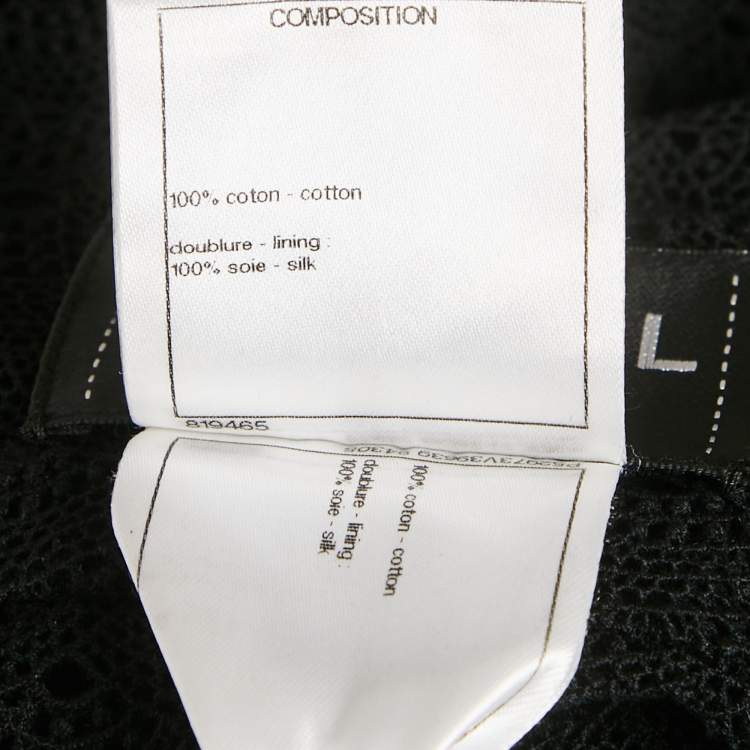 COMPOSITION
100% coton - cotton
doublure - lining :
100% soie - silk
819465
L
100% coton - cotton
doublure - lining :
100% soie - silk